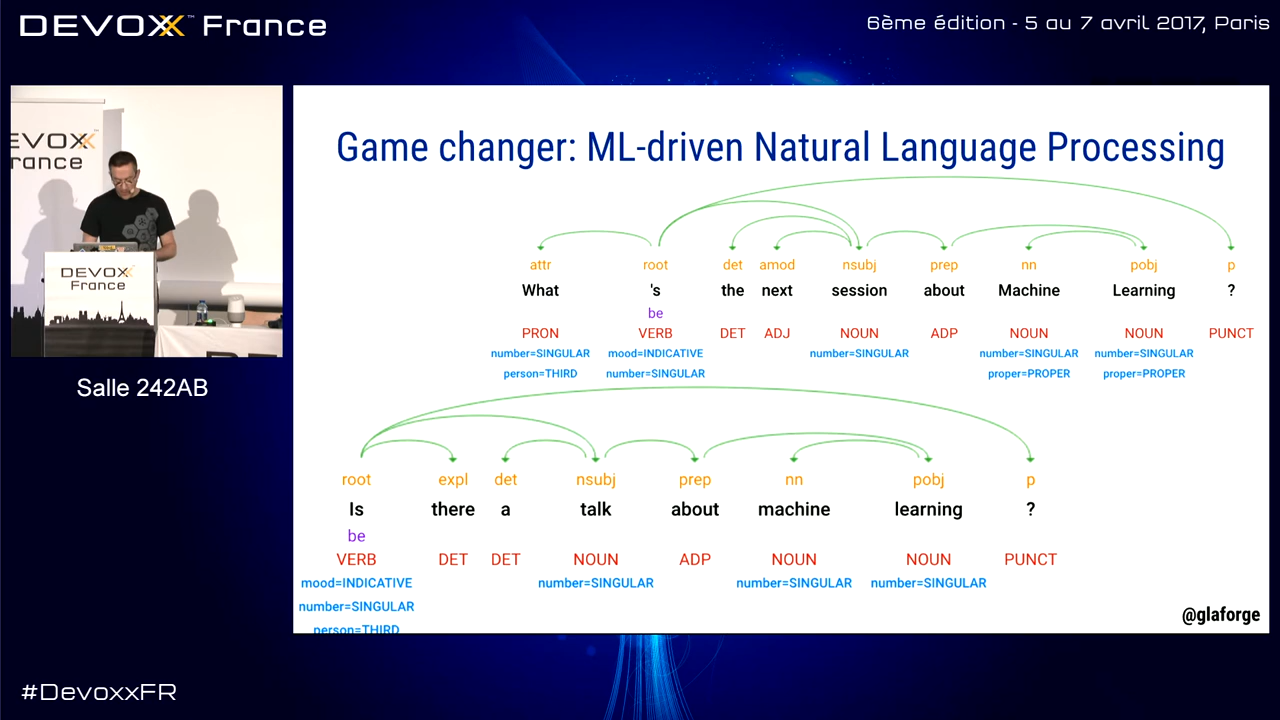 DEVOXX™ France
6ème édition - 5 au 7 avril 2017, Paris
DEVOXX
France
DEVOXX
France
Salle 242AB
Game changer: ML-driven Natural Language Processing
attr root det amod nsubj prep nn pobj p
What 's the next session about Machine Learning ?
be
PRON VERB DET ADJ NOUN ADP NOUN NOUN PUNCT
number=SINGULAR mood=INDICATIVE number=SINGULAR number=SINGULAR number=SINGULAR
person=THIRD number=SINGULAR proper=PROPER proper=PROPER
root expl det nsubj prep nn pobj p
Is there a talk about machine learning ?
be
VERB DET DET NOUN ADP NOUN NOUN PUNCT
mood=INDICATIVE number=SINGULAR number=SINGULAR number=SINGULAR
number=SINGULAR
person=THIRD
@glaforge
#DevoxxFR